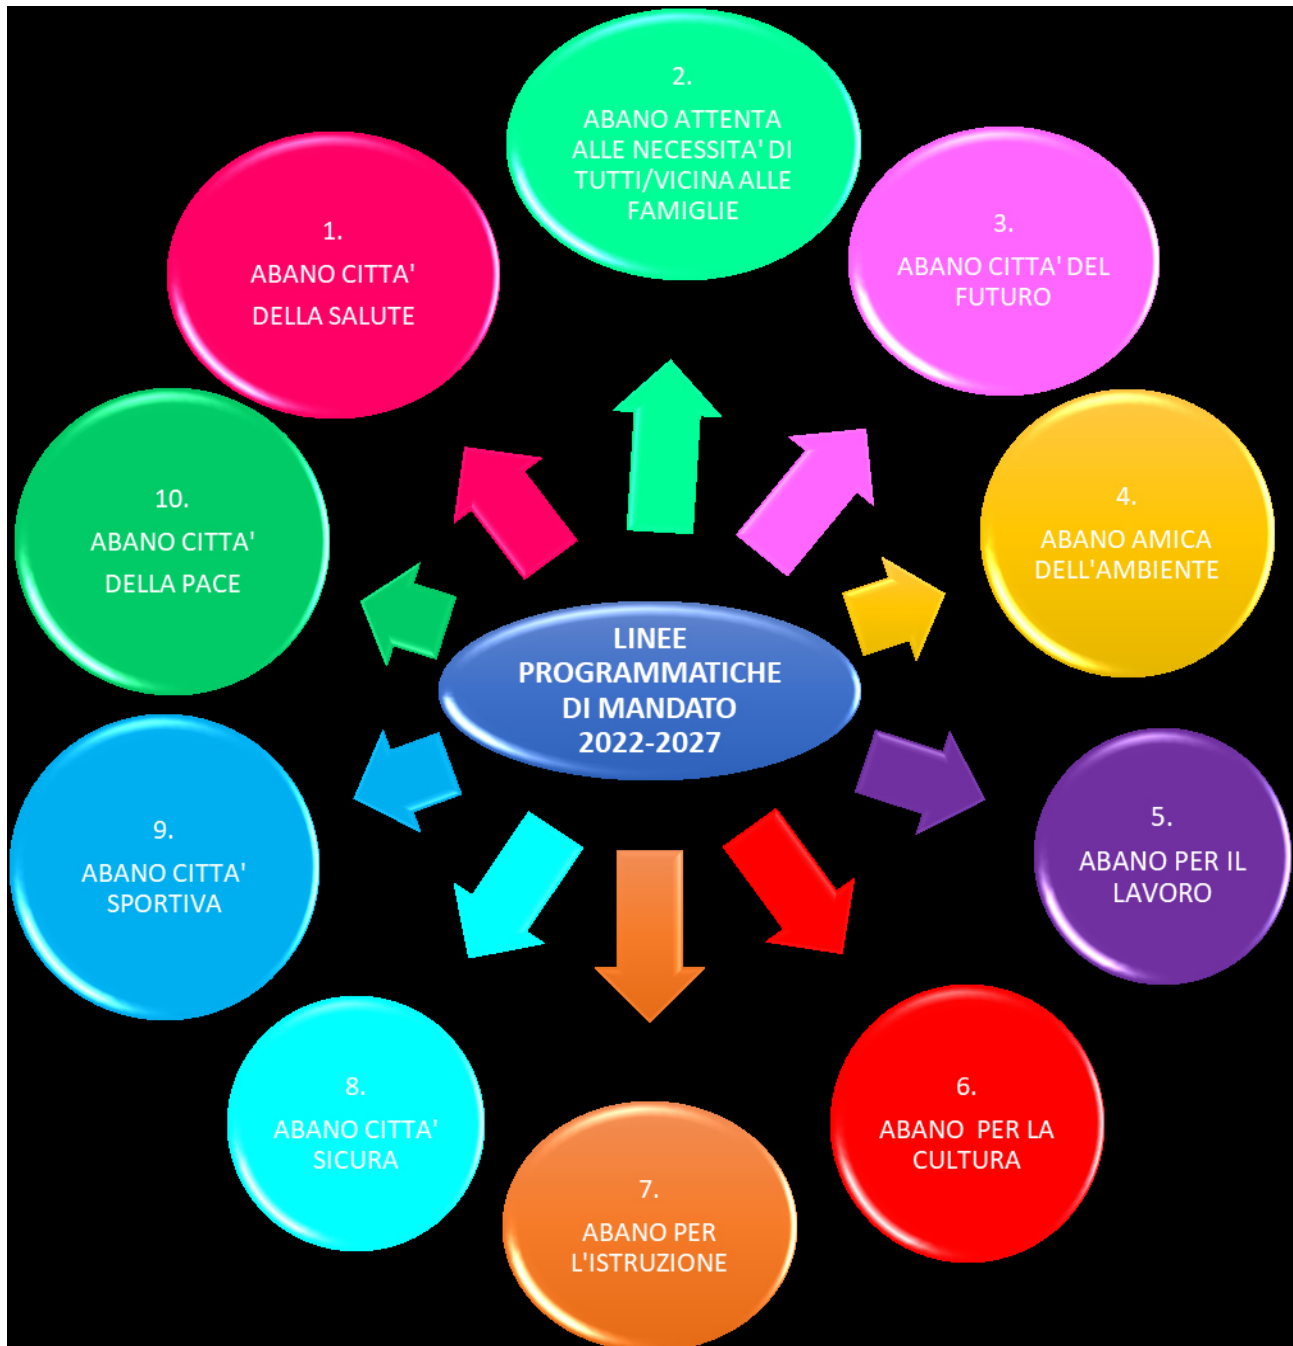 1.
ABANO CITTA'
DELLA SALUTE
2.
ABANO ATTENTA
ALLE NECESSITA' DI
TUTTI/VICINA ALLE
FAMIGLIE
3.
ABANO CITTA' DEL
FUTURO
4.
ABANO AMICA
DELL'AMBIENTE
5.
ABANO PER IL
LAVORO
6.
ABANO PER LA
CULTURA
7.
ABANO PER
L'ISTRUZIONE
8.
ABANO CITTA'
SICURA
9.
ABANO CITTA'
SPORTIVA
10.
ABANO CITTA'
DELLA PACE
LINEE
PROGRAMMATICHE
DI MANDATO
2022-2027